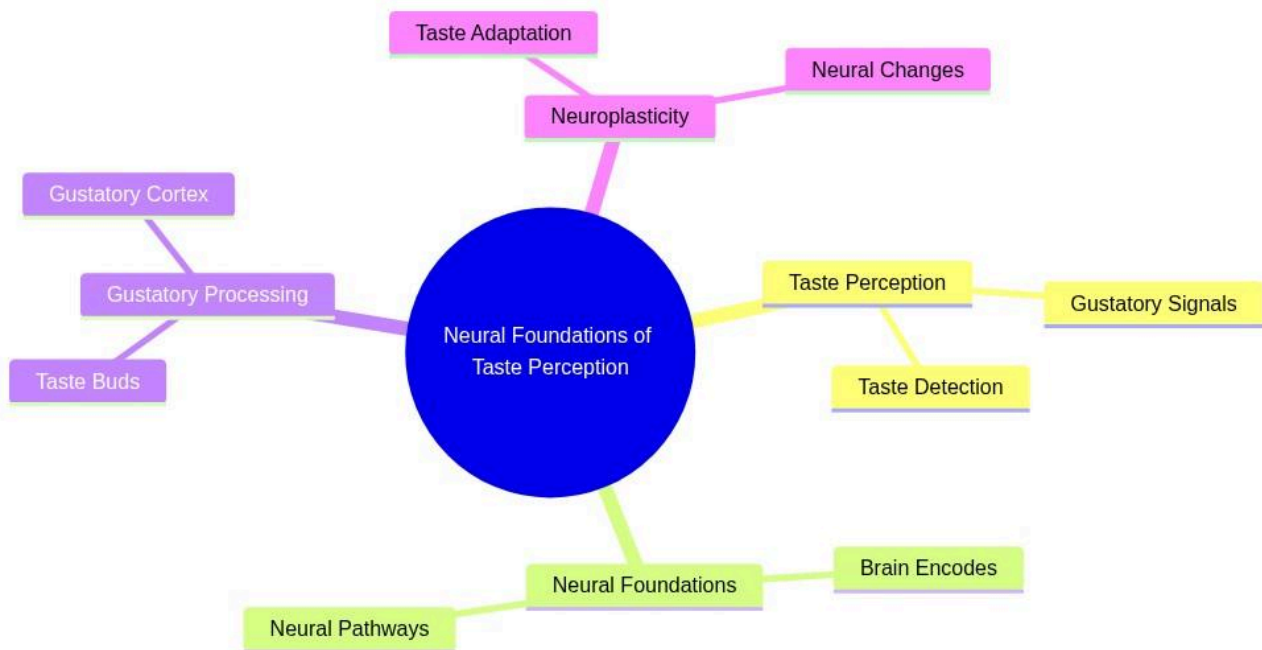 Taste Adaptation
Neural Changes
Neuroplasticity
Gustatory Cortex
Gustatory Processing
Taste Buds
Neural Foundations of
Taste Perception
Taste Perception
Gustatory Signals
Taste Detection
Neural Foundations
Brain Encodes
Neural Pathways